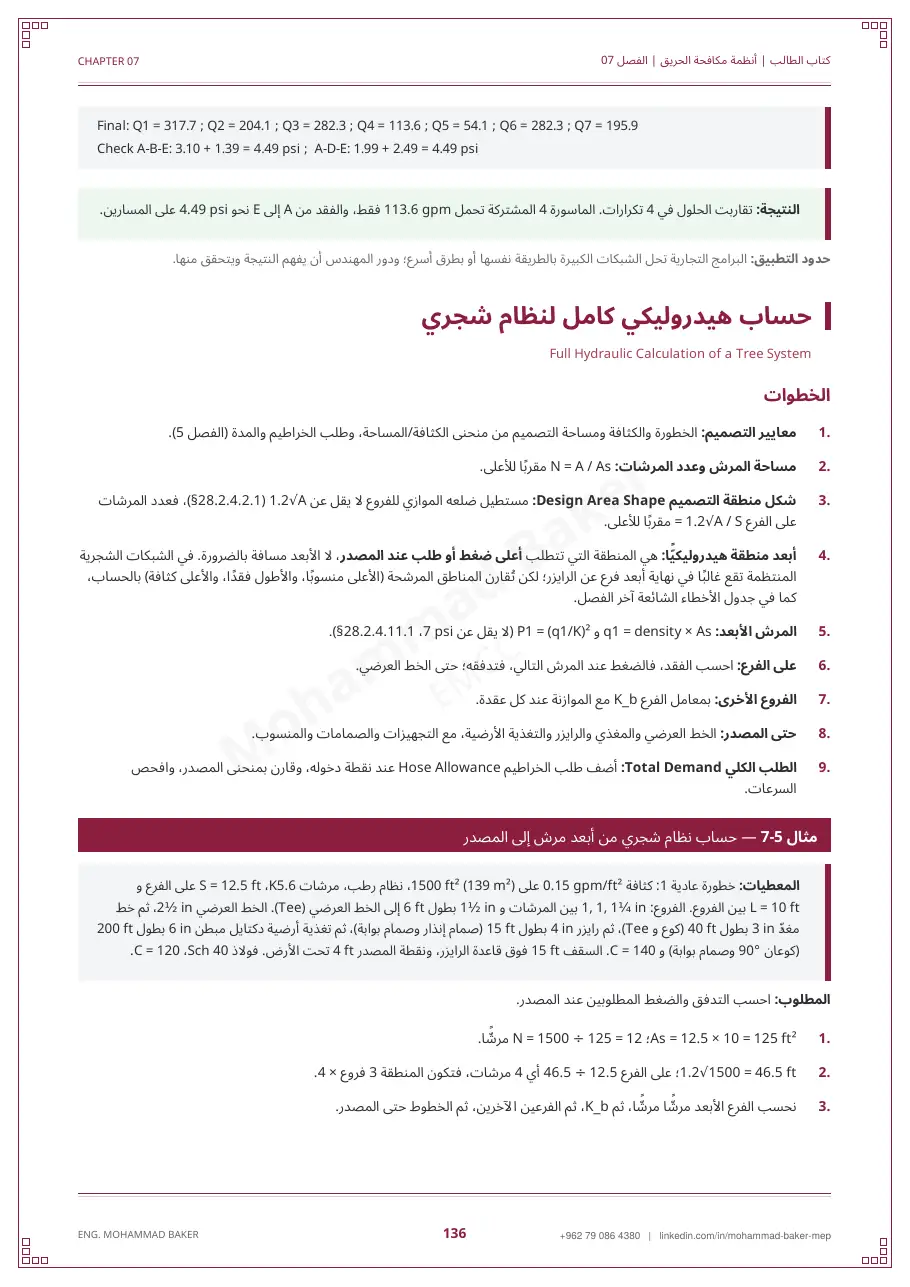 CHAPTER 07
كتاب الطالب | أنظمة مكافحة الحريق | الفصل 07
Final: Q1 = 317.7 ; Q2 = 204.1 ; Q3 = 282.3 ; Q4 = 113.6 ; Q5 = 54.1 ; Q6 = 282.3 ; Q7 = 195.9
Check A-B-E: 3.10 + 1.39 = 4.49 psi ; A-D-E: 1.99 + 2.49 = 4.49 psi
النتيجة: تقاربت الحلول في 4 تكرارات. الماسورة 4 المشتركة تحمل 113.6 gpm فقط، والفقد من A إلى E نحو 4.49 psi على المسارين.
حدود التطبيق: البرامج التجارية تحل الشبكات الكبيرة بالطريقة نفسها أو بطرق أسرع؛ ودور المهندس أن يفهم النتيجة ويتحقق منها.
حساب هيدروليكي كامل لنظام شجري
Full Hydraulic Calculation of a Tree System
الخطوات
1. معايير التصميم: الخطورة والكثافة ومساحة التصميم من منحنى الكثافة/المساحة، وطلب الخراطيم والمدة (الفصل 5).
2. مساحة المرش وعدد المرشات: N = A / As مقربًا للأعلى.
3. شكل منطقة التصميم Design Area Shape: مستطيل ضلعه الموازي للفروع لا يقل عن 1.2√A (§28.2.4.2.1)، فعدد المرشات
على الفرع = 1.2√A / S مقربًا للأعلى.
4. أبعد منطقة هيدروليكيًّا: هي المنطقة التي تتطلب أعلى ضغط أو طلب عند المصدر، لا الأبعد مسافة بالضرورة. في الشبكات الشجرية
المنتظمة تقع غالبًا في نهاية أبعد فرع عن الرايزر؛ لكن تُقارن المناطق المرشحة (الأعلى منسوبًا، والأطول فقدًا، والأعلى كثافة) بالحساب،
كما في جدول الأخطاء الشائعة آخر الفصل.
5. المرش الأبعد: q1 = density × As و P1 = (q1/K)² (لا يقل عن 7 psi، §28.2.4.11.1).
6. على الفرع: احسب الفقد، فالضغط عند المرش التالي، فتدفقه؛ حتى الخط العرضي.
7. الفروع الأخرى: بمعامل الفرع K_b مع الموازنة عند كل عقدة.
8. حتى المصدر: الخط العرضي والمغذي والرايزر والتغذية الأرضية، مع التجهيزات والصمامات والمنسوب.
9. الطلب الكلي Total Demand: أضف طلب الخراطيم Hose Allowance عند نقطة دخوله، وقارن بمنحنى المصدر، وافحص
السرعات.
مثال 5-7 — حساب نظام شجري من أبعد مرش إلى المصدر
المعطيات: خطورة عادية 1: كثافة 0.15 gpm/ft² على 1500 ft² (139 m²)، نظام رطب، مرشات K5.6، S = 12.5 ft على الفرع و
L = 10 ft بين الفروع. الفروع: 1, 1, 1¼ in بين المرشات و 1½ in بطول 6 ft إلى الخط العرضي (Tee). الخط العرضي 2½ in، ثم خط
مغذّ 3 in بطول 40 ft (كوع و Tee)، ثم رايزر 4 in بطول 15 ft (صمام إنذار وصمام بوابة)، ثم تغذية أرضية دكتايل مبطن 6 in بطول 200 ft
(كوعان 90° وصمام بوابة) و C = 140. السقف 15 ft فوق قاعدة الرايزر، ونقطة المصدر 4 ft تحت الأرض. فولاذ Sch 40، C = 120.
المطلوب: احسب التدفق والضغط المطلوبين عند المصدر.
1. As = 12.5 × 10 = 125 ft²؛ N = 1500 ÷ 125 = 12 مرشًّا.
2. 1.2√1500 = 46.5 ft؛ على الفرع 46.5 ÷ 12.5 أي 4 مرشات، فتكون المنطقة 3 فروع × 4.
3. نحسب الفرع الأبعد مرشًّا مرشًّا، ثم K_b، ثم الفرعين الآخرين، ثم الخطوط حتى المصدر.
Mohammad Baker
EMCC
ENG. MOHAMMAD BAKER
136
+962 79 086 4380 | linkedin.com/in/mohammad-baker-mep